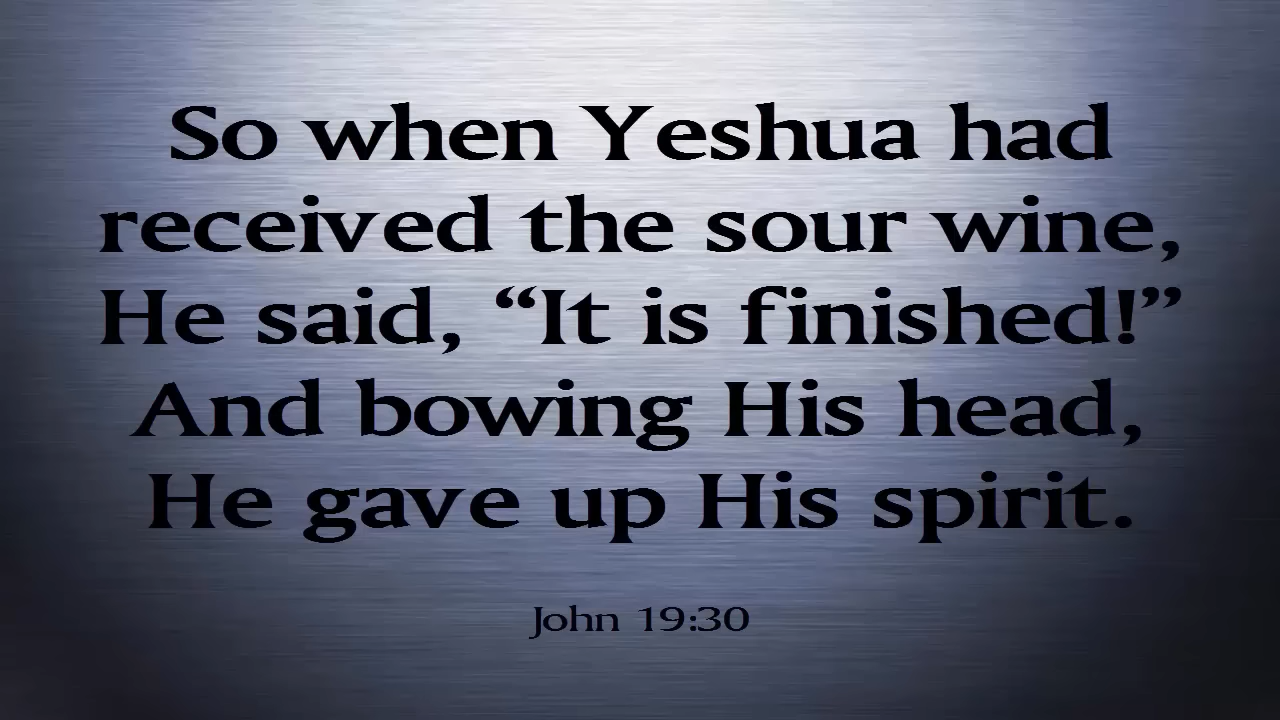 So when Yeshua had
received the sour wine,
He said, “It is finished!”
And bowing His head,
He gave up His spirit.
John 19:30